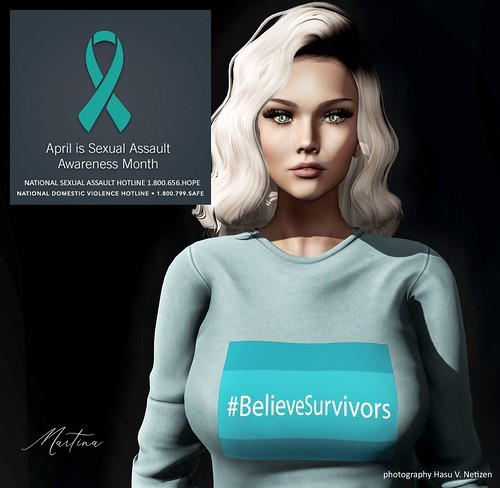 April is Sexual Assault
Awareness Month
NATIONAL SEXUAL ASSAULT HOTLINE 1.800.656.HOPE
NATIONAL DOMESTIC VIOLENCE HOTLINE • 1.800.799.SAFE
#BelieveSurvivors
Martina
photography Hasu V. Netizen